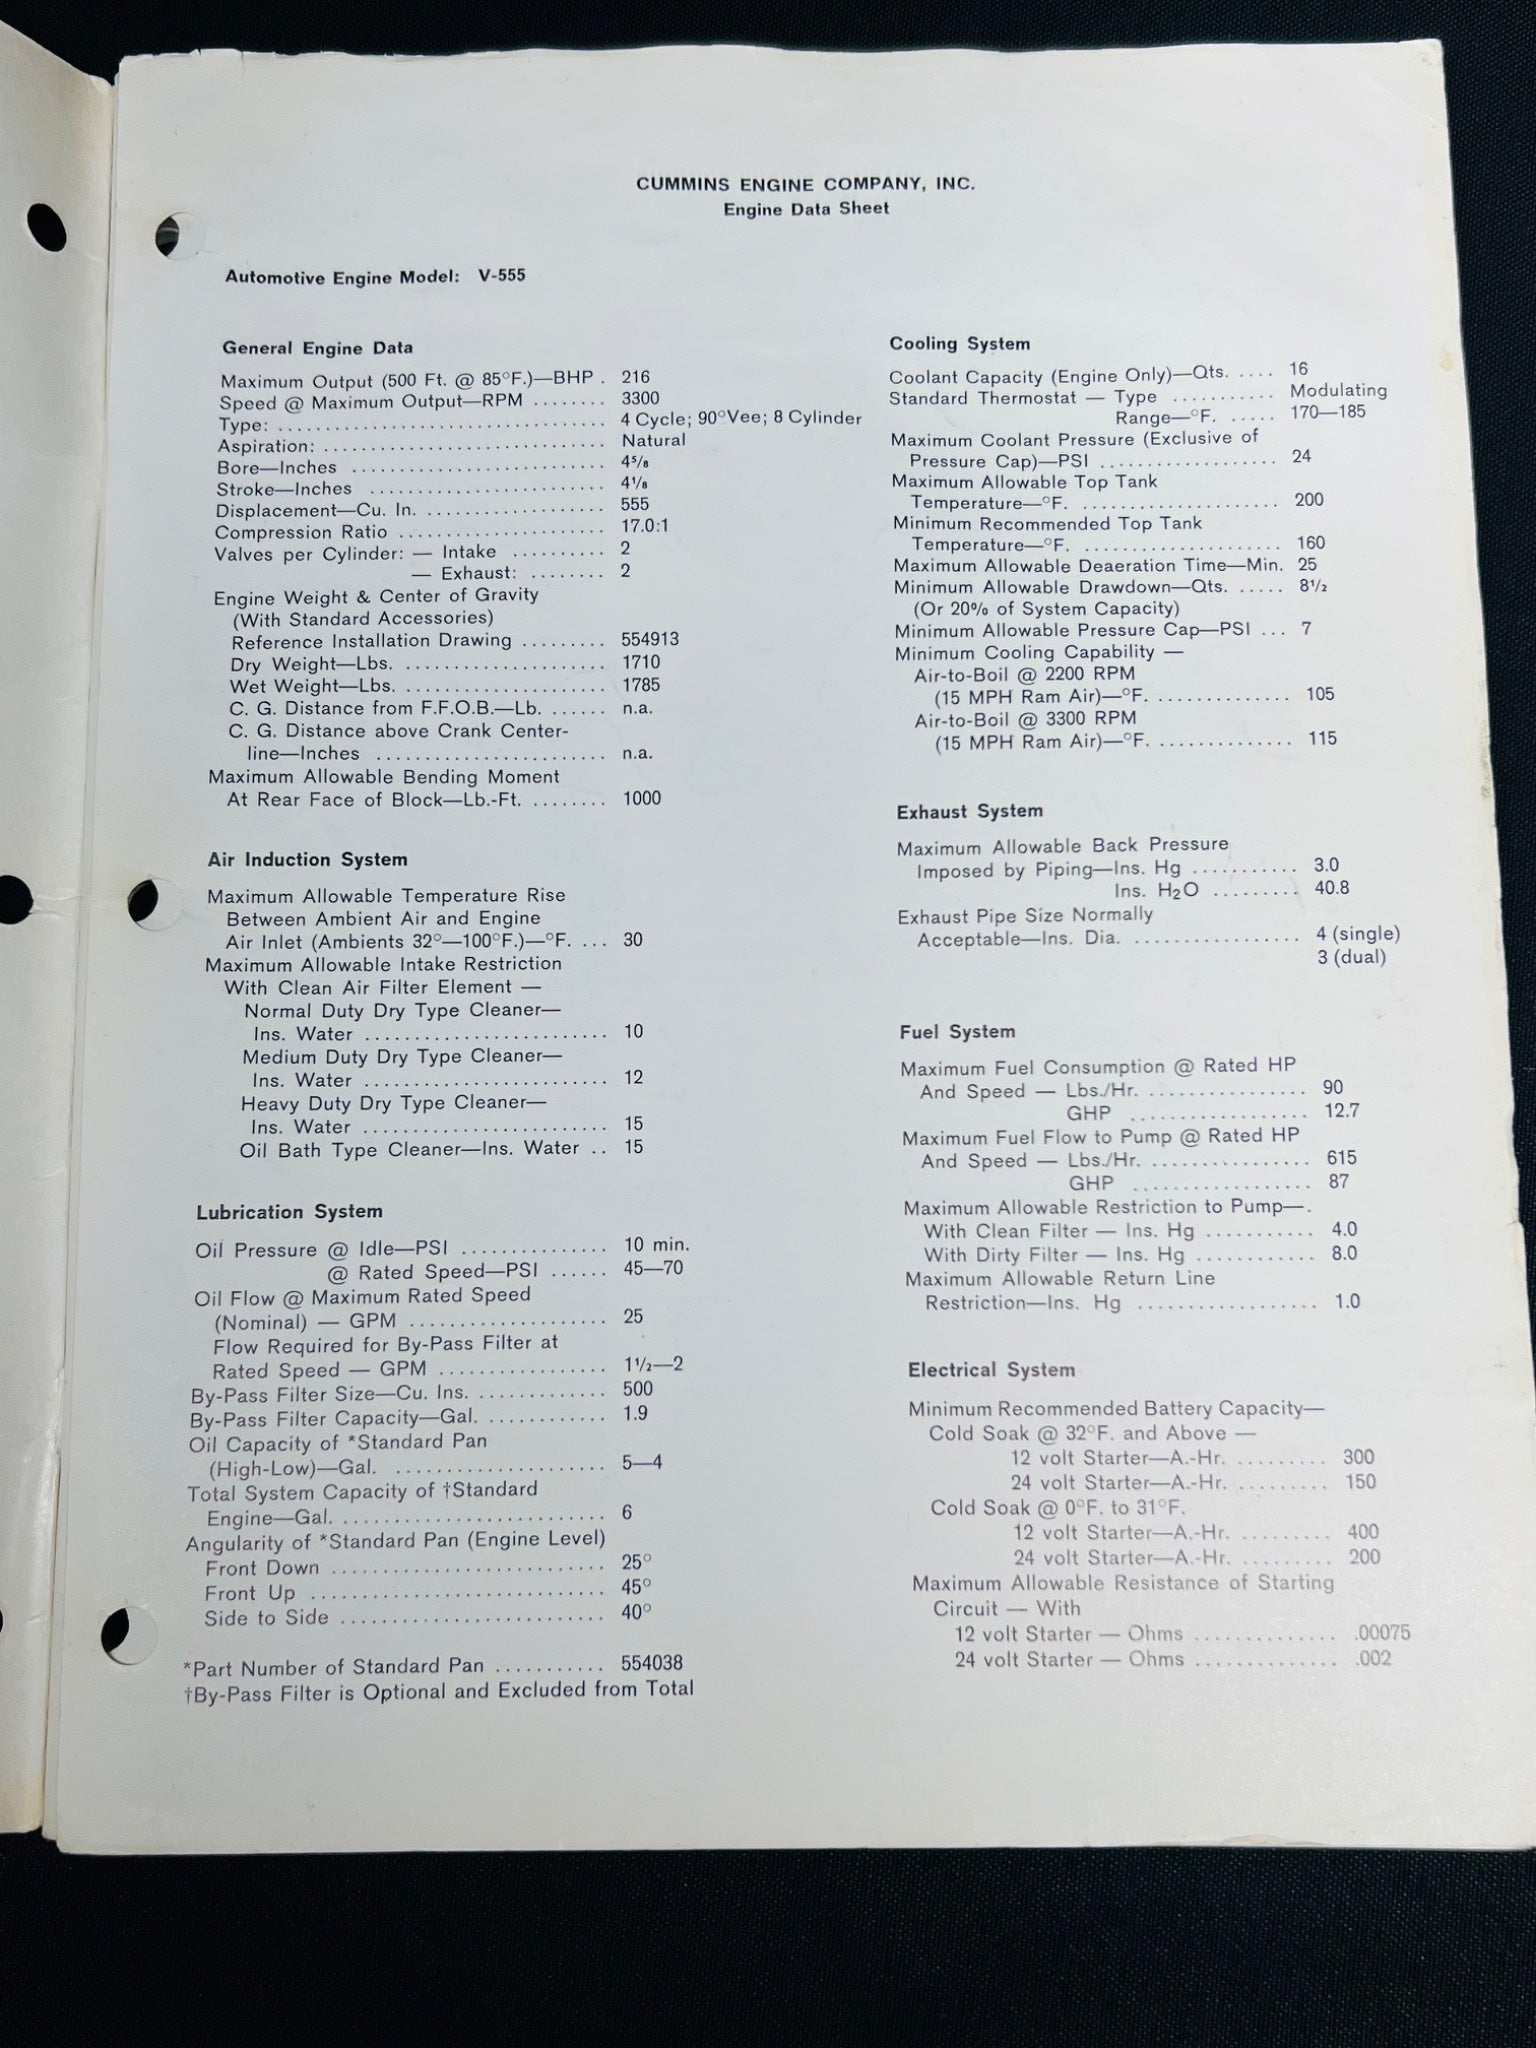 CUMMINS ENGINE COMPANY, INC.
Engine Data Sheet
Automotive Engine Model: V-555
General Engine Data
Maximum Output (500 Ft. @ 85°F.)—BHP . 216
Speed @ Maximum Output—RPM ........ 3300
Type: .................................. 4 Cycle; 90°Vee; 8 Cylinder
Aspiration: ............................. Natural
Bore—Inches .......................... 4⁵/₈
Stroke—Inches ........................ 4¹/₈
Displacement—Cu. In. .................. 555
Compression Ratio ..................... 17.0:1
Valves per Cylinder: — Intake .......... 2
— Exhaust: ........ 2
Engine Weight & Center of Gravity
(With Standard Accessories)
Reference Installation Drawing ......... 554913
Dry Weight—Lbs. ..................... 1710
Wet Weight—Lbs. ..................... 1785
C. G. Distance from F.F.O.B.—Lb. ...... n.a.
C. G. Distance above Crank Center-
line—Inches ........................ n.a.
Maximum Allowable Bending Moment
At Rear Face of Block—Lb.-Ft. ........ 1000
Air Induction System
Maximum Allowable Temperature Rise
Between Ambient Air and Engine
Air Inlet (Ambients 32°—100°F.)—°F. ... 30
Maximum Allowable Intake Restriction
With Clean Air Filter Element —
Normal Duty Dry Type Cleaner—
Ins. Water ......................... 10
Medium Duty Dry Type Cleaner—
Ins. Water ......................... 12
Heavy Duty Dry Type Cleaner—
Ins. Water ......................... 15
Oil Bath Type Cleaner—Ins. Water .. 15
Lubrication System
Oil Pressure @ Idle—PSI ............... 10 min.
@ Rated Speed—PSI ...... 45—70
Oil Flow @ Maximum Rated Speed
(Nominal) — GPM .................... 25
Flow Required for By-Pass Filter at
Rated Speed — GPM ................. 1¹/₂—2
By-Pass Filter Size—Cu. Ins. ............. 500
By-Pass Filter Capacity—Gal. ............ 1.9
Oil Capacity of *Standard Pan
(High-Low)—Gal. ..................... 5—4
Total System Capacity of †Standard
Engine—Gal. .......................... 6
Angularity of *Standard Pan (Engine Level)
Front Down ........................... 25°
Front Up .............................. 45°
Side to Side ........................... 40°
*Part Number of Standard Pan ........... 554038
†By-Pass Filter is Optional and Excluded from Total
Cooling System
Coolant Capacity (Engine Only)—Qts. .... 16
Standard Thermostat — Type ........... Modulating
Range—°F. ..... 170—185
Maximum Coolant Pressure (Exclusive of
Pressure Cap)—PSI ................... 24
Maximum Allowable Top Tank
Temperature—°F. ..................... 200
Minimum Recommended Top Tank
Temperature—°F. ..................... 160
Maximum Allowable Deaeration Time—Min. 25
Minimum Allowable Drawdown—Qts. ..... 8¹/₂
(Or 20% of System Capacity)
Minimum Allowable Pressure Cap—PSI ... 7
Minimum Cooling Capability —
Air-to-Boil @ 2200 RPM
(15 MPH Ram Air)—°F. .............. 105
Air-to-Boil @ 3300 RPM
(15 MPH Ram Air)—°F. .............. 115
Exhaust System
Maximum Allowable Back Pressure
Imposed by Piping—Ins. Hg ........... 3.0
Ins. H₂O ......... 40.8
Exhaust Pipe Size Normally
Acceptable—Ins. Dia. ................. 4 (single)
3 (dual)
Fuel System
Maximum Fuel Consumption @ Rated HP
And Speed — Lbs./Hr. ................ 90
GHP .................. 12.7
Maximum Fuel Flow to Pump @ Rated HP
And Speed — Lbs./Hr. ................ 615
GHP .................. 87
Maximum Allowable Restriction to Pump—.
With Clean Filter — Ins. Hg ........... 4.0
With Dirty Filter — Ins. Hg ............ 8.0
Maximum Allowable Return Line
Restriction—Ins. Hg .................. 1.0
Electrical System
Minimum Recommended Battery Capacity—
Cold Soak @ 32°F. and Above —
12 volt Starter—A.-Hr. ......... 300
24 volt Starter—A.-Hr. ......... 150
Cold Soak @ 0°F. to 31°F.
12 volt Starter—A.-Hr. ......... 400
24 volt Starter—A.-Hr. ......... 200
Maximum Allowable Resistance of Starting
Circuit — With
12 volt Starter — Ohms .............. .00075
24 volt Starter — Ohms .............. .002